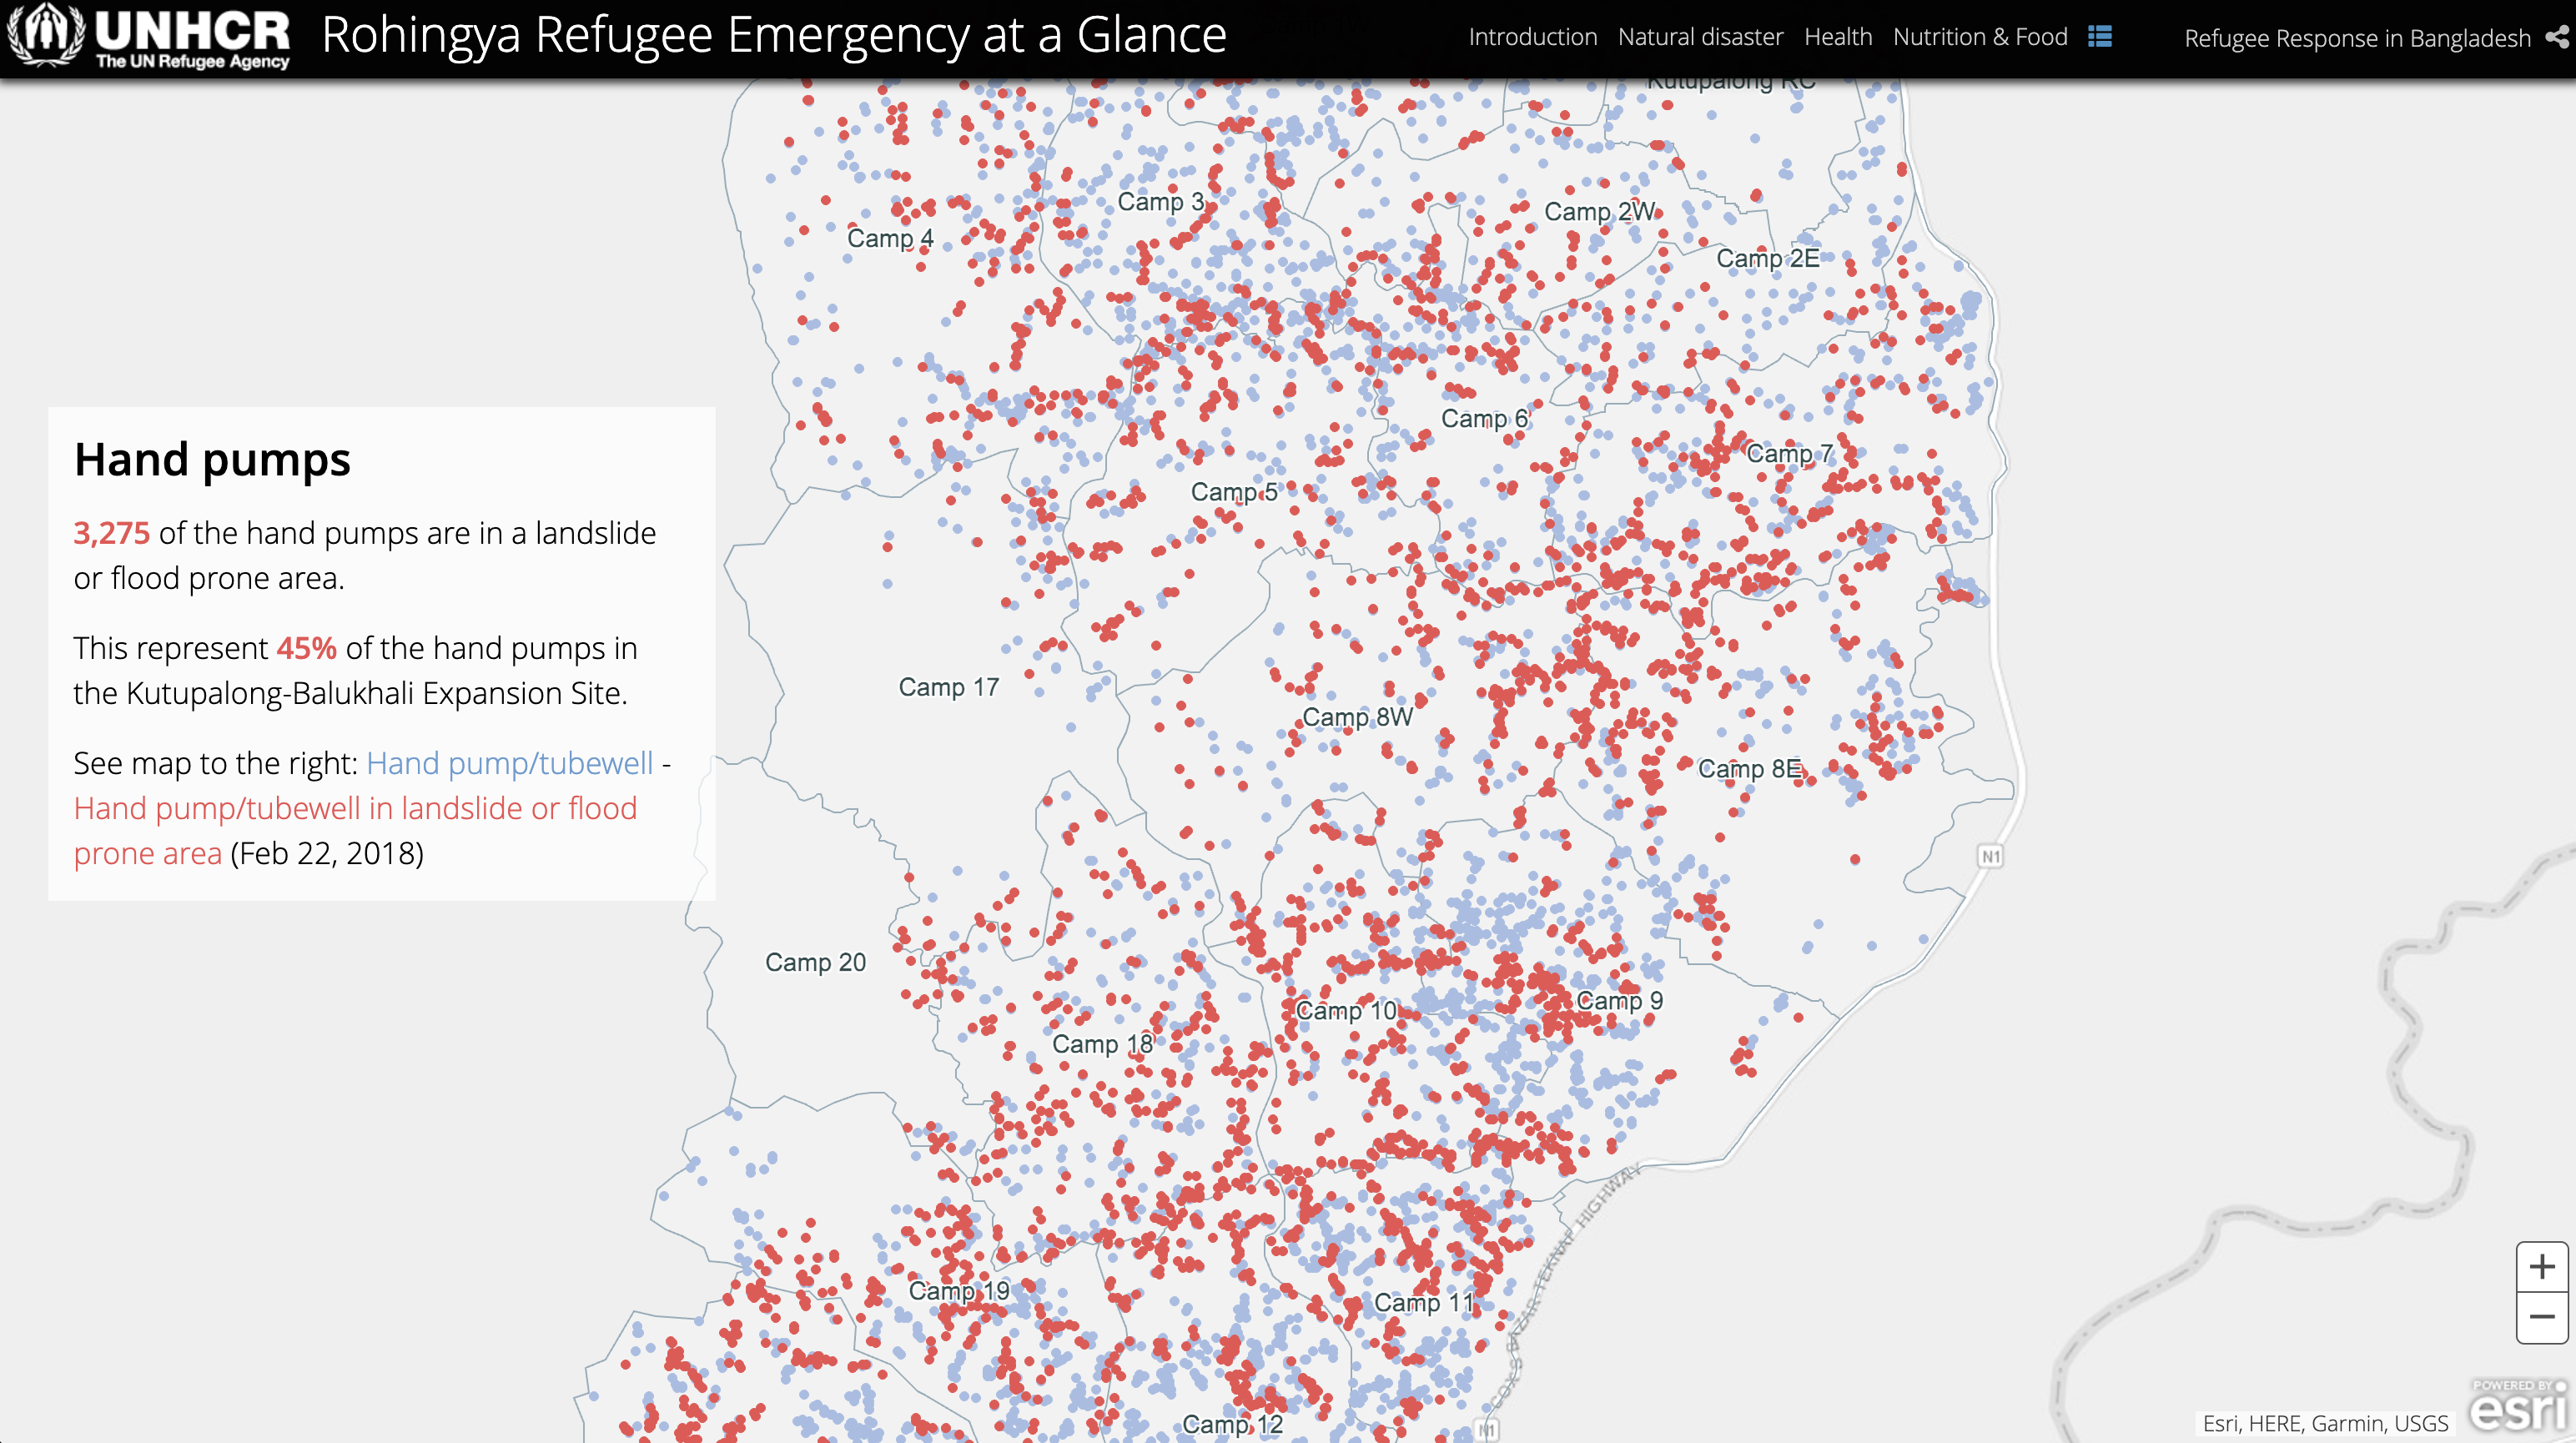 UNHCR
The UN Refugee Agency
Rohingya Refugee Emergency at a Glance
Introduction
Natural disaster
Health
Nutrition & Food
Refugee Response in Bangladesh
Kutupalong RC
Camp 3
Camp 2W
Camp 4
Camp 2E
Camp 6
Camp 7
Camp 5
Hand pumps
3,275 of the hand pumps are in a landslide
or flood prone area.
This represent 45% of the hand pumps in
the Kutupalong-Balukhali Expansion Site.
See map to the right: Hand pump/tubewell -
Hand pump/tubewell in landslide or flood
prone area (Feb 22, 2018)
Camp 17
Camp 8W
Camp 8E
N1
Camp 20
Camp 10
Camp 9
Camp 18
COX'S BAZAR-TEKNAF HIGHWAY
Camp 19
Camp 11
Camp 12
N1
+
−
POWERED BY
esri
Esri, HERE, Garmin, USGS